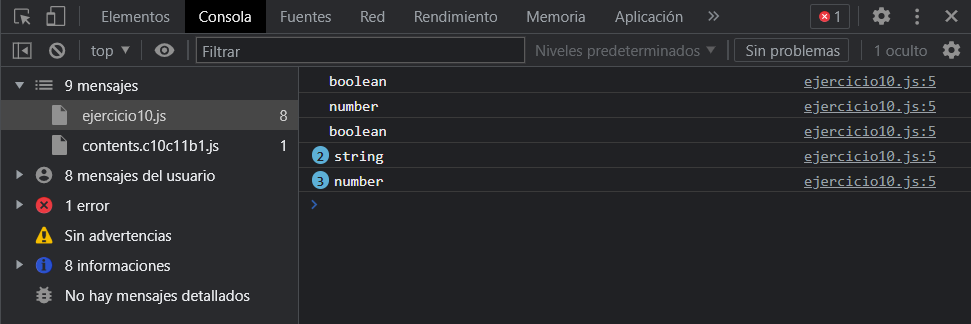 Elementos Consola Fuentes Red Rendimiento Memoria Aplicación » 1
top ▼ Filtrar Niveles predeterminados ▼ Sin problemas 1 oculto
9 mensajes
ejercicio10.js 8
contents.c10c11b1.js 1
8 mensajes del usuario
1 error
Sin advertencias
8 informaciones
No hay mensajes detallados
boolean ejercicio10.js:5
number ejercicio10.js:5
boolean ejercicio10.js:5
2 string ejercicio10.js:5
3 number ejercicio10.js:5
>